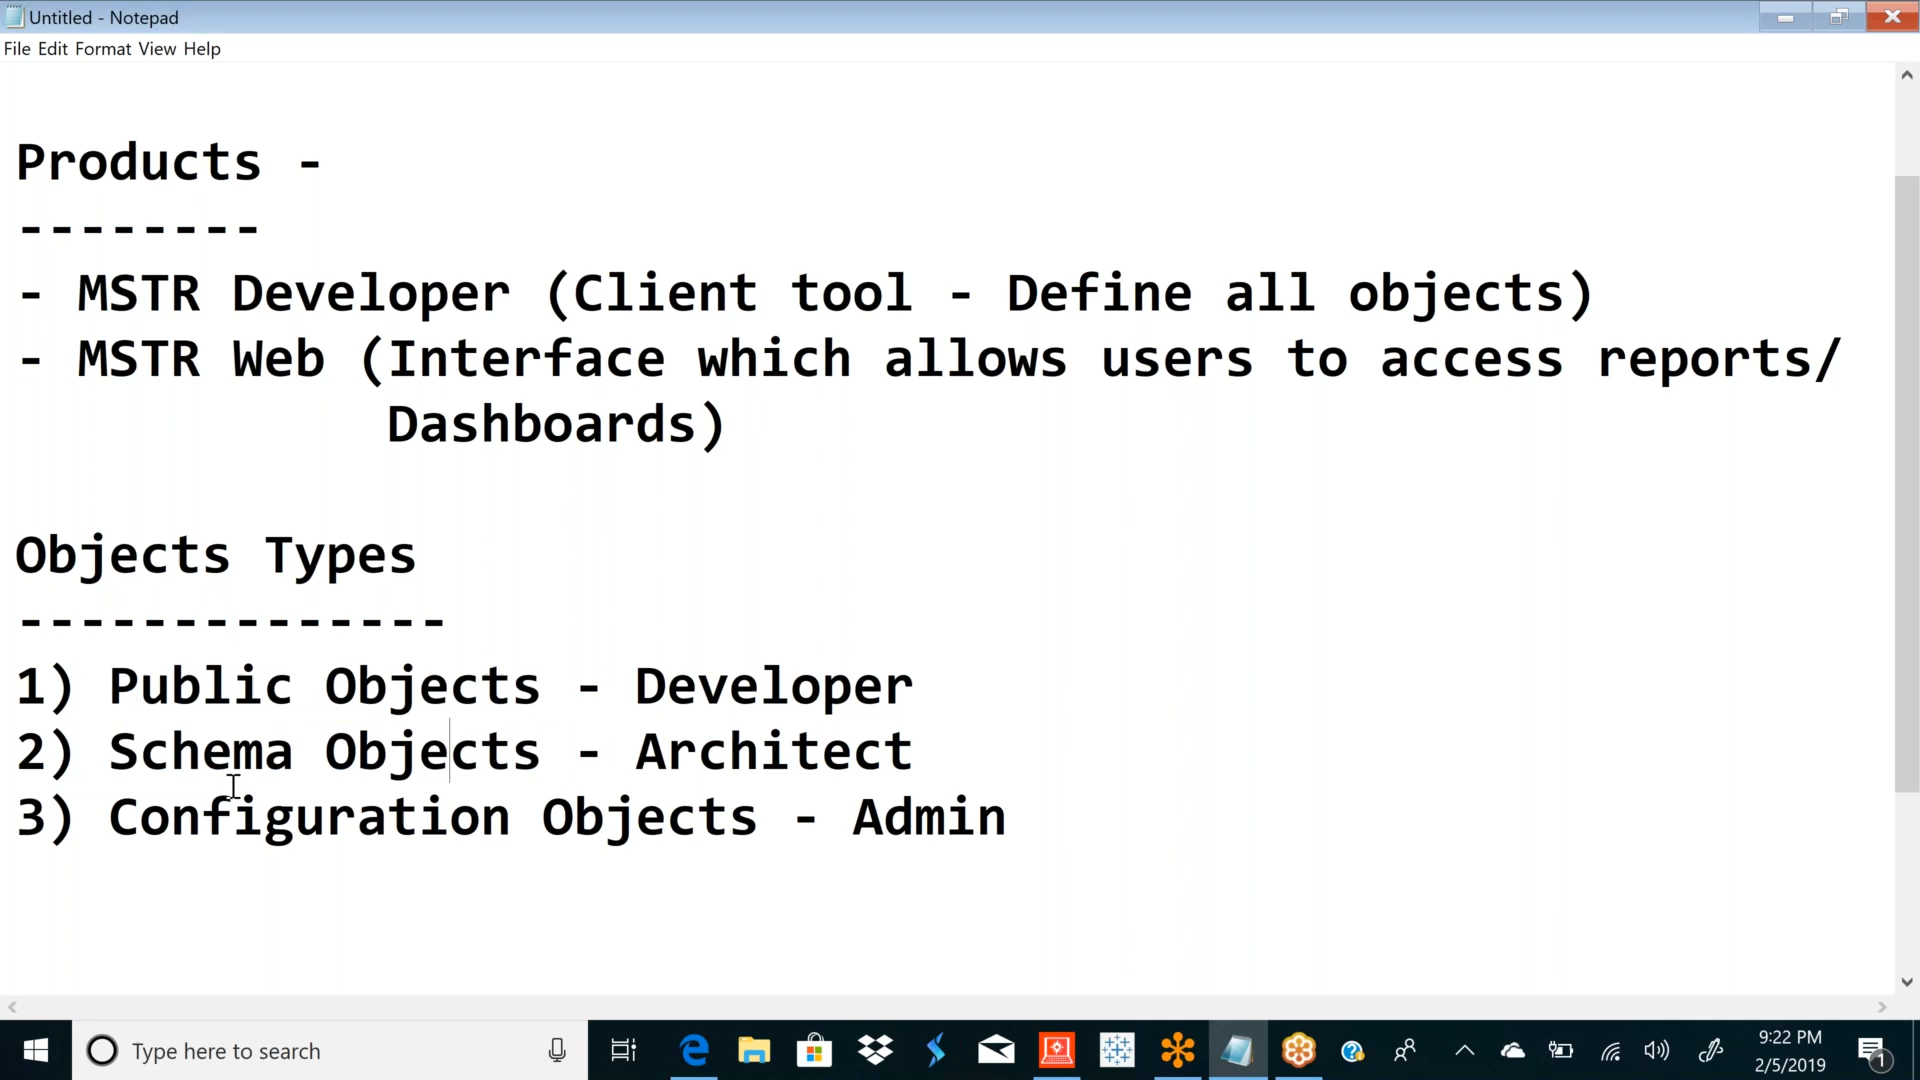 Untitled - Notepad
File Edit Format View Help
Products -
--------
- MSTR Developer (Client tool - Define all objects)
- MSTR Web (Interface which allows users to access reports/
Dashboards)
Objects Types
--------------
1) Public Objects - Developer
2) Schema Objects - Architect
3) Configuration Objects - Admin
Type here to search
9:22 PM
2/5/2019
1